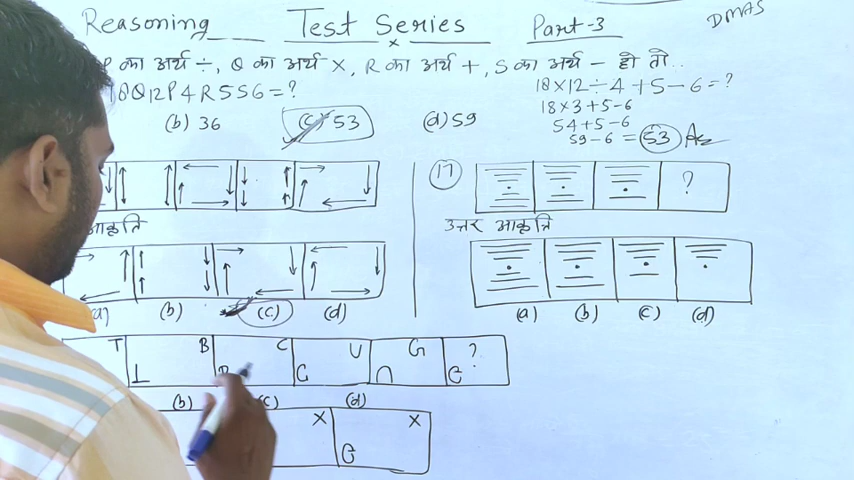 Reasoning Test Series Part-3
DMAS
का अर्थ ÷, Q का अर्थ ×, R का अर्थ +, S का अर्थ - हो तो..
18Q12P4R5S6=?
(b) 36 (c) 53 (d) 59
18×12÷4+5-6=?
18×3+5-6
54+5-6
59-6=53 Ans
17
?
आकृति
उत्तर आकृति
(a) (b) (c) (d)
(a) (b) (c) (d)
T B C U G ?
(b) (c) (d)
X X